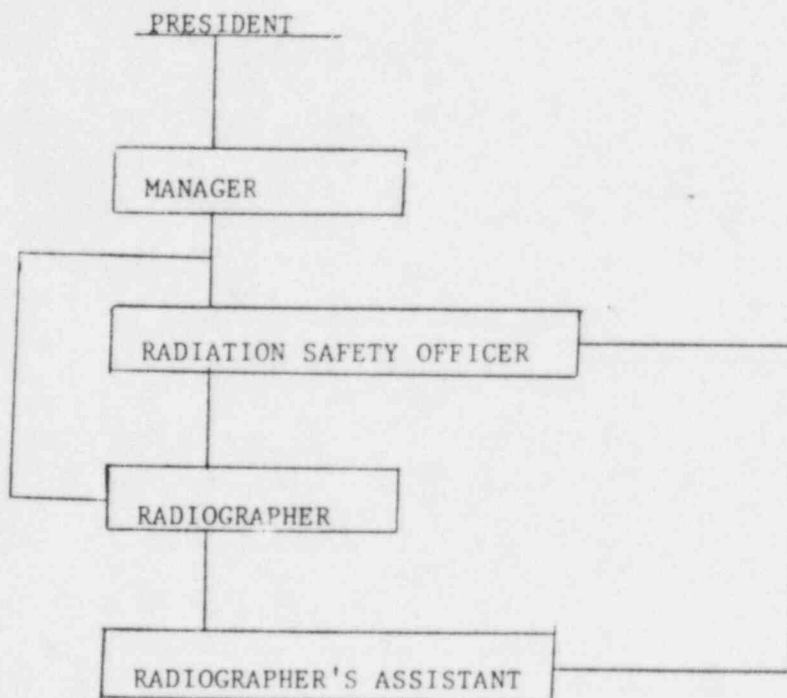 PRESIDENT
MANAGER
RADIATION SAFETY OFFICER
RADIOGRAPHER
RADIOGRAPHER'S ASSISTANT